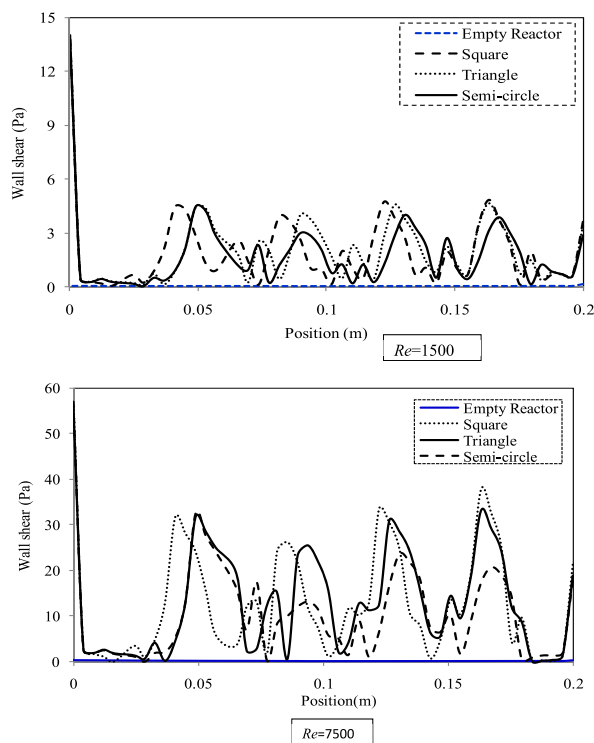 15
Empty Reactor
Square
12
Triangle
Semi-circle
9
Wall shear (Pa)
6
3
0
0 0.05 0.1 0.15 0.2
Position (m)
Re=1500
60
Empty Reactor
Square
50
Triangle
Semi-circle
40
Wall shear (Pa)
30
20
10
0
0 0.05 0.1 0.15 0.2
Position(m)
Re=7500